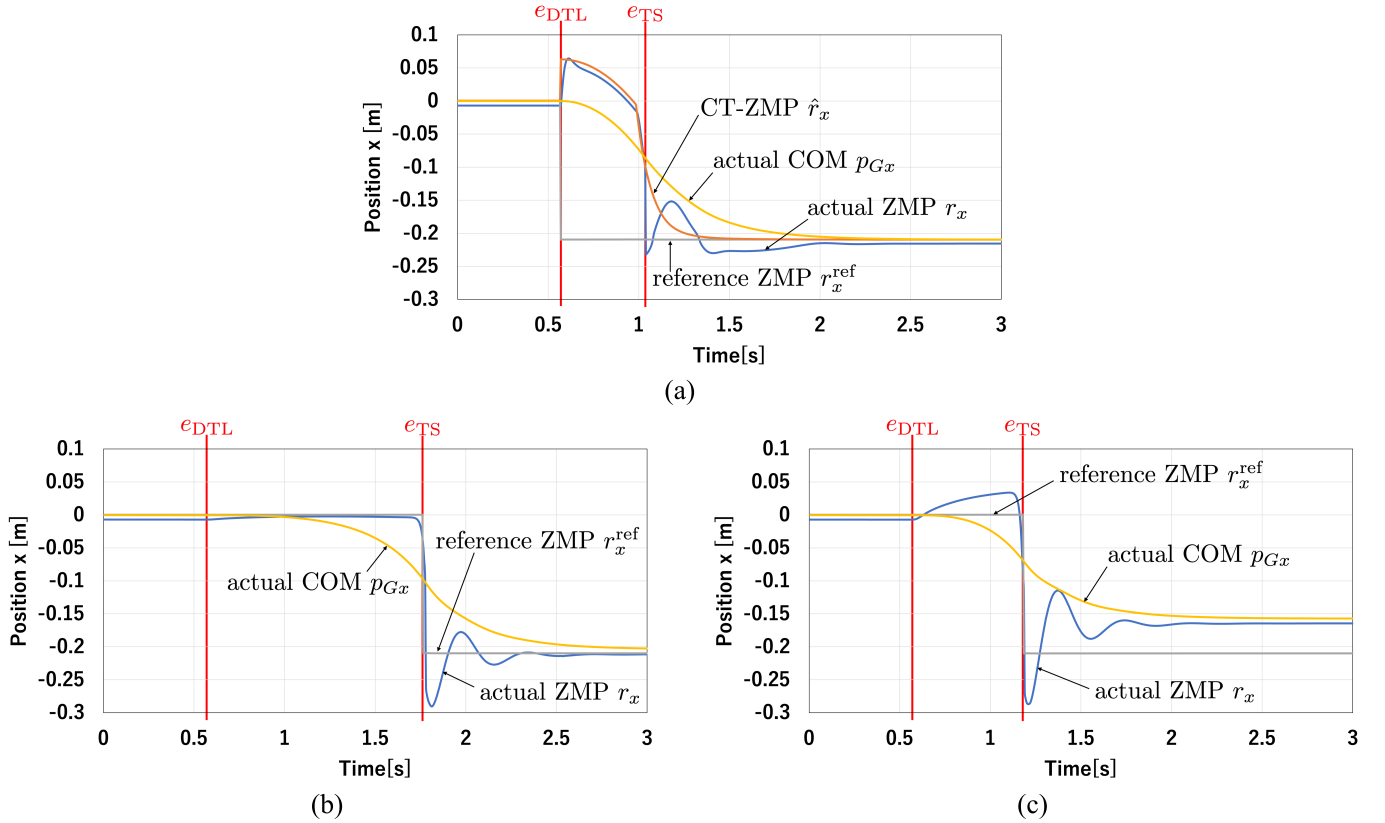 e_DTL e_TS
0.1
0.05
0
-0.05
-0.1
-0.15
-0.2
-0.25
-0.3
Position x [m]
CT-ZMP r̂_x
actual COM p_Gx
actual ZMP r_x
reference ZMP r_x^ref
0 0.5 1 1.5 2 2.5 3
Time[s]
(a)
e_DTL e_TS
0.1
0.05
0
-0.05
-0.1
-0.15
-0.2
-0.25
-0.3
Position x [m]
reference ZMP r_x^ref
actual COM p_Gx
actual ZMP r_x
0 0.5 1 1.5 2 2.5 3
Time[s]
(b)
e_DTL e_TS
0.1
0.05
0
-0.05
-0.1
-0.15
-0.2
-0.25
-0.3
Position x [m]
reference ZMP r_x^ref
actual COM p_Gx
actual ZMP r_x
0 0.5 1 1.5 2 2.5 3
Time[s]
(c)